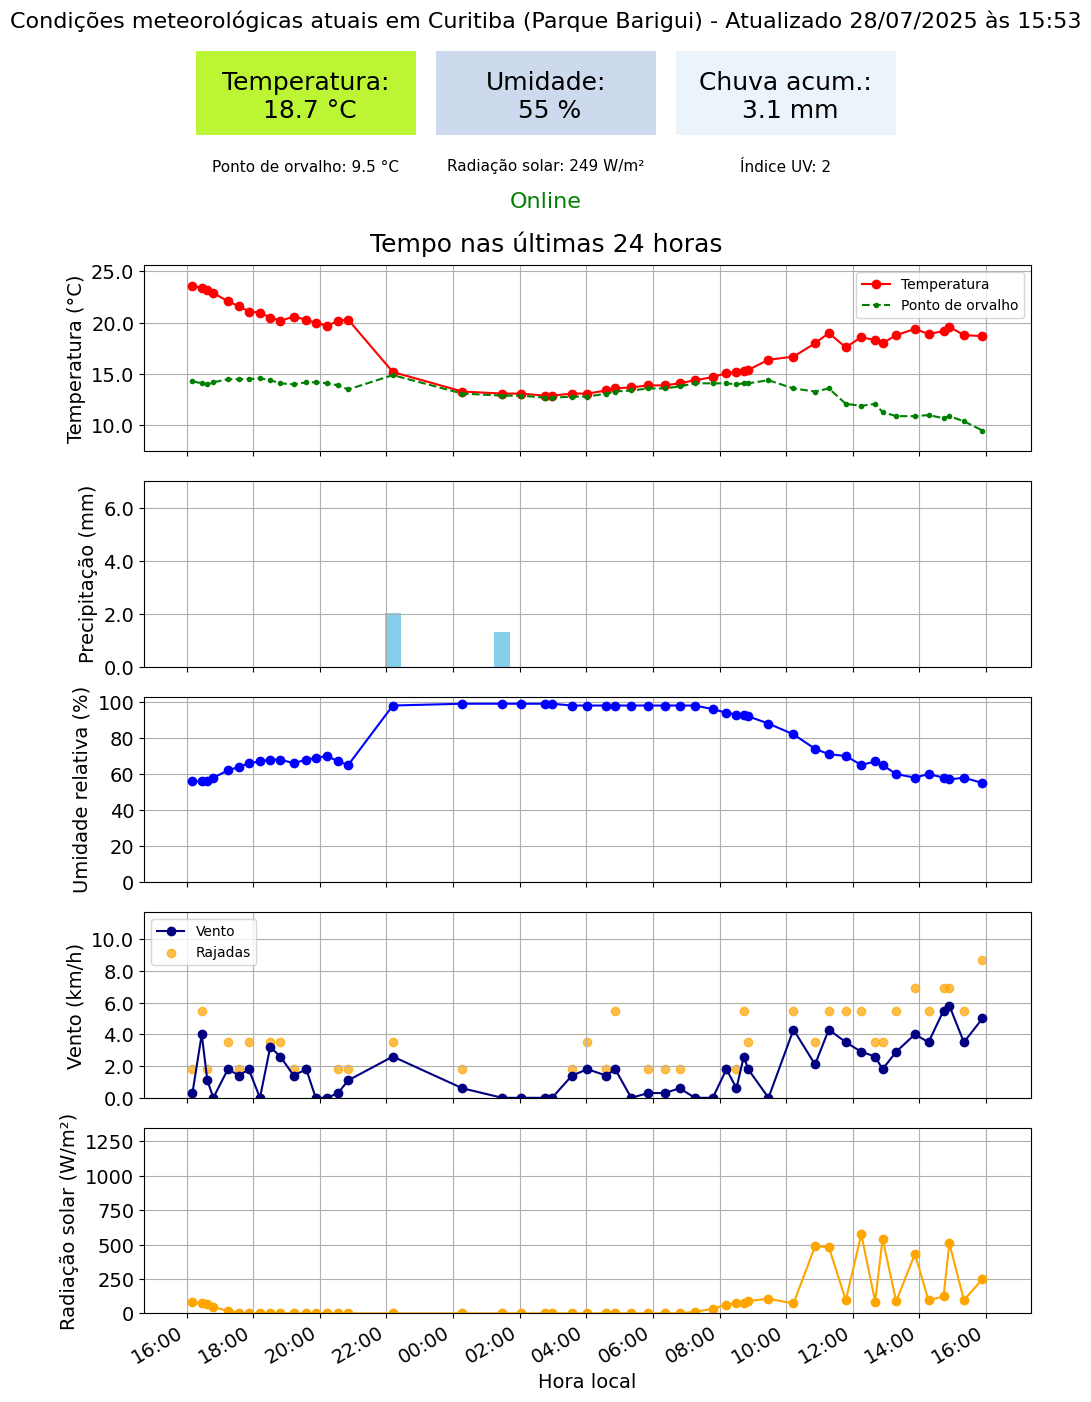 Condições meteorológicas atuais em Curitiba (Parque Barigui) - Atualizado 28/07/2025 às 15:53
Temperatura:
18.7 °C
Umidade:
55 %
Chuva acum.:
3.1 mm
Ponto de orvalho: 9.5 °C
Radiação solar: 249 W/m²
Índice UV: 2
Online
Tempo nas últimas 24 horas
Temperatura (°C)
25.0
20.0
15.0
10.0
Temperatura
Ponto de orvalho
Precipitação (mm)
6.0
4.0
2.0
0.0
Umidade relativa (%)
100
80
60
40
20
0
Vento (km/h)
10.0
8.0
6.0
4.0
2.0
0.0
Vento
Rajadas
Radiação solar (W/m²)
1250
1000
750
500
250
0
16:00
18:00
20:00
22:00
00:00
02:00
04:00
06:00
08:00
10:00
12:00
14:00
16:00
Hora local